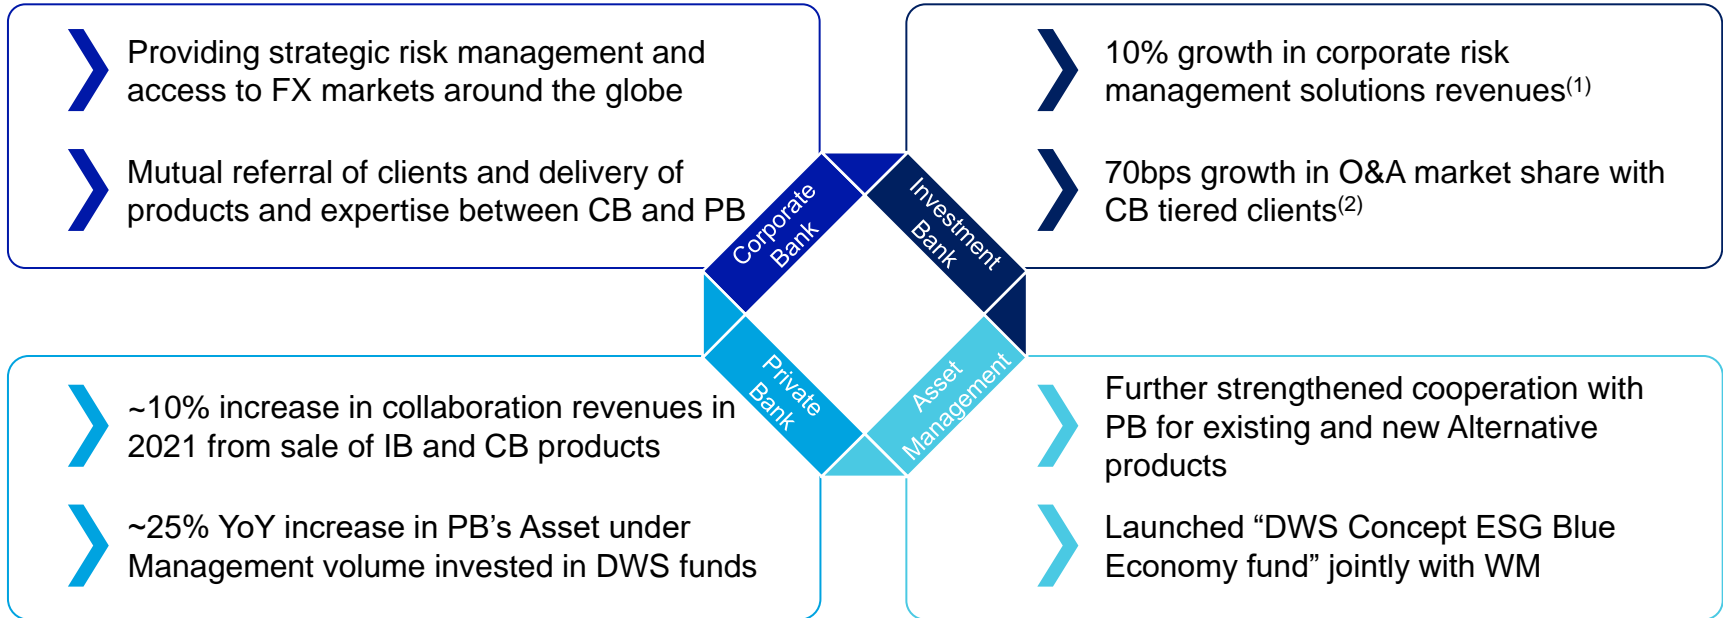 Providing strategic risk management and
access to FX markets around the globe
Mutual referral of clients and delivery of
products and expertise between CB and PB
10% growth in corporate risk
management solutions revenues(1)
70bps growth in O&A market share with
CB tiered clients(2)
Corporate
Bank
Investment
Bank
Private
Bank
Asset
Management
~10% increase in collaboration revenues in
2021 from sale of IB and CB products
~25% YoY increase in PB’s Asset under
Management volume invested in DWS funds
Further strengthened cooperation with
PB for existing and new Alternative
products
Launched “DWS Concept ESG Blue
Economy fund” jointly with WM